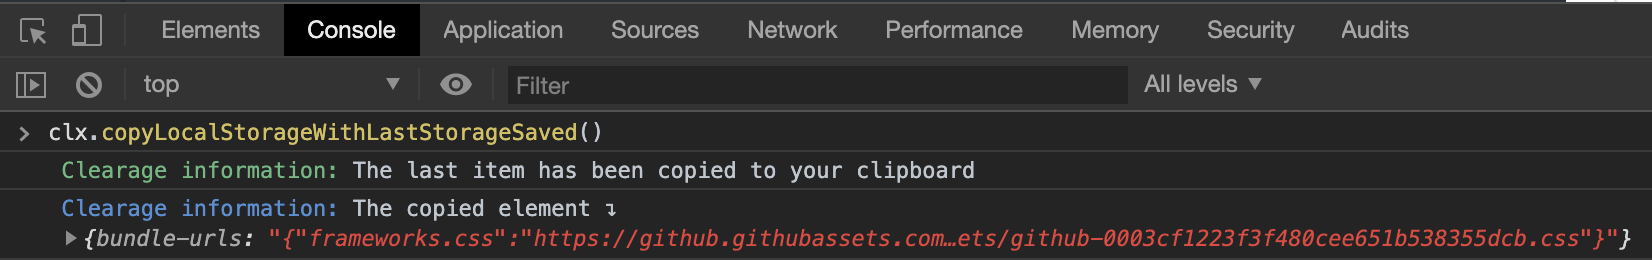 Elements Console Application Sources Network Performance Memory Security Audits
top Filter All levels
clx.copyLocalStorageWithLastStorageSaved()
Clearage information: The last item has been copied to your clipboard
Clearage information: The copied element ↴
{bundle-urls: "{"frameworks.css":"https://github.githubassets.com…ets/github-0003cf1223f3f480cee651b538355dcb.css"}"}